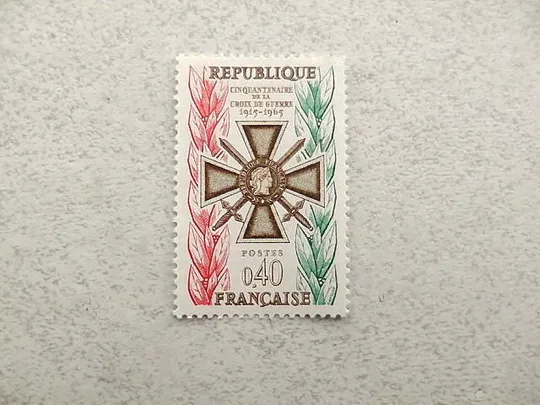 REPUBLIQUE
CINQUANTENAIRE
DE LA
CROIX DE GUERRE
1915-1965
POSTES
0,40
FRANÇAISE